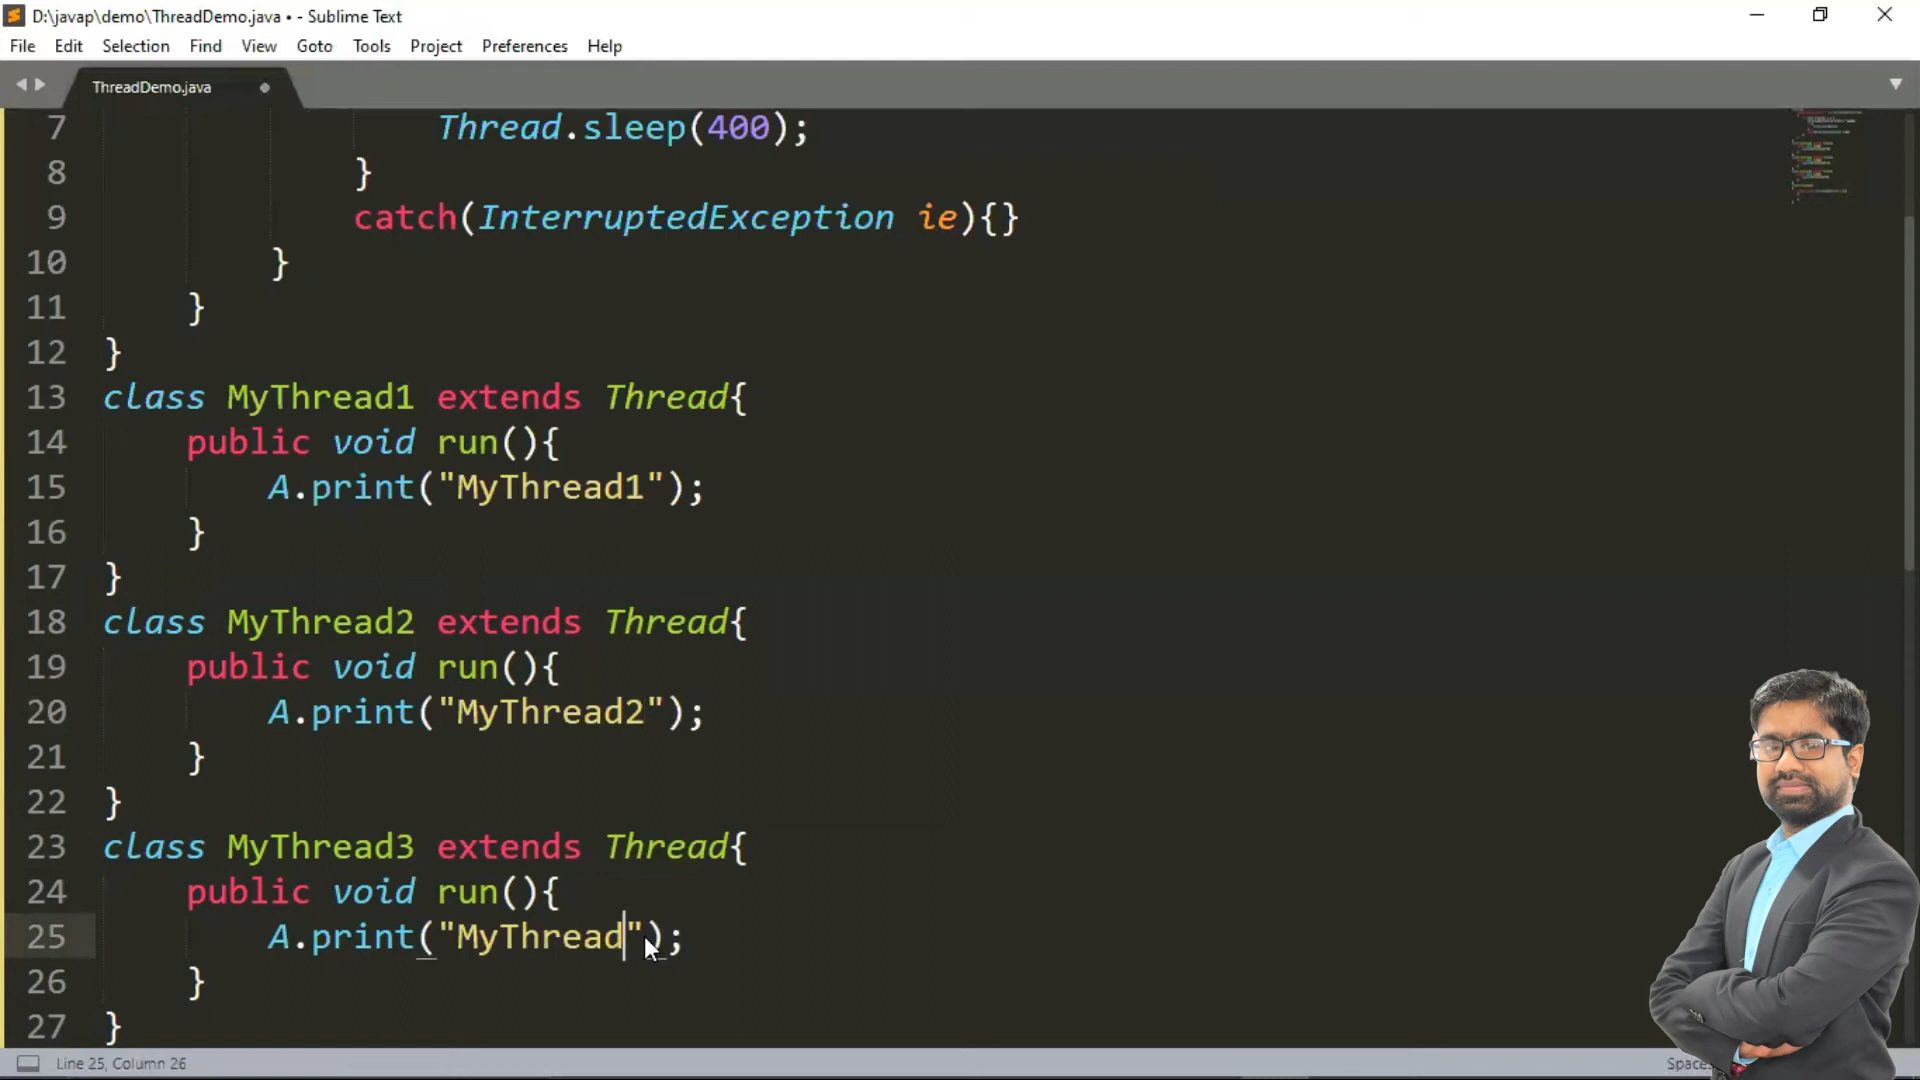 D:\javap\demo\ThreadDemo.java • - Sublime Text
File Edit Selection Find View Goto Tools Project Preferences Help
ThreadDemo.java
7 Thread.sleep(400);
8 }
9 catch(InterruptedException ie){}
10 }
11 }
12 }
13 class MyThread1 extends Thread{
14 public void run(){
15 A.print("MyThread1");
16 }
17 }
18 class MyThread2 extends Thread{
19 public void run(){
20 A.print("MyThread2");
21 }
22 }
23 class MyThread3 extends Thread{
24 public void run(){
25 A.print("MyThread");
26 }
27 }
Line 25, Column 26